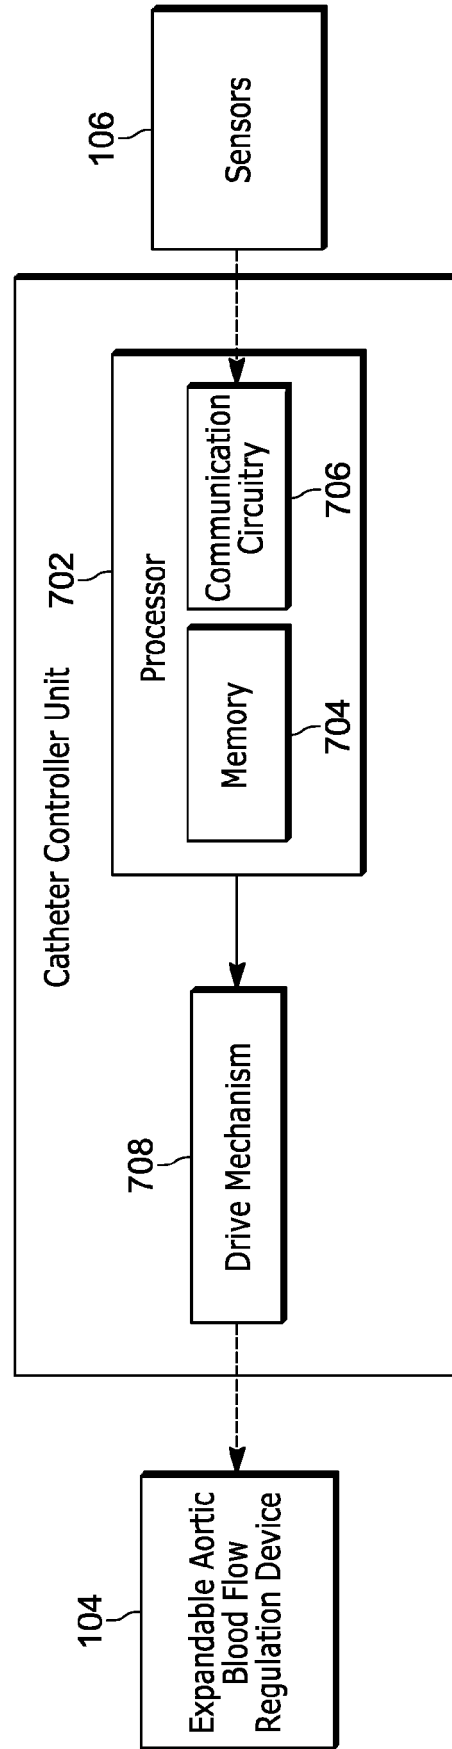 Catheter Controller Unit
104
Expandable Aortic
Blood Flow
Regulation Device
708
Drive Mechanism
702
Processor
Memory
704
Communication
Circuitry
706
106
Sensors